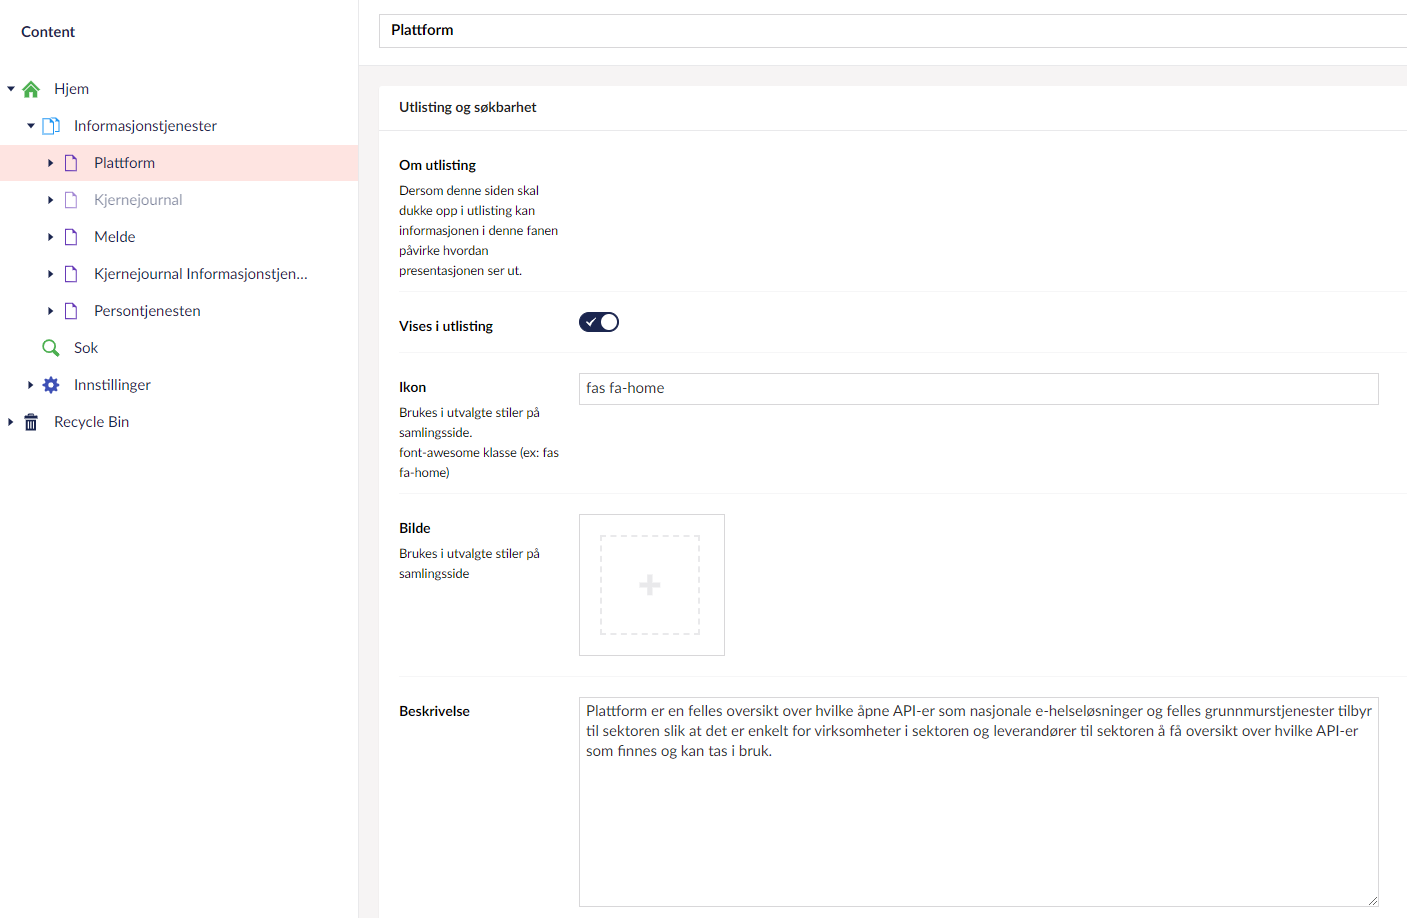 Content
Hjem
Informasjonstjenester
Plattform
Kjernejournal
Melde
Kjernejournal Informasjonstjen...
Persontjenesten
Sok
Innstillinger
Recycle Bin
Plattform
Utlisting og søkbarhet
Om utlisting
Dersom denne siden skal
dukke opp i utlisting kan
informasjonen i denne fanen
påvirke hvordan
presentasjonen ser ut.
Vises i utlisting
Ikon
Brukes i utvalgte stiler på
samlingsside.
font-awesome klasse (ex: fas
fa-home)
fas fa-home
Bilde
Brukes i utvalgte stiler på
samlingsside
Beskrivelse
Plattform er en felles oversikt over hvilke åpne API-er som nasjonale e-helseløsninger og felles grunnmurstjenester tilbyr
til sektoren slik at det er enkelt for virksomheter i sektoren og leverandører til sektoren å få oversikt over hvilke API-er
som finnes og kan tas i bruk.